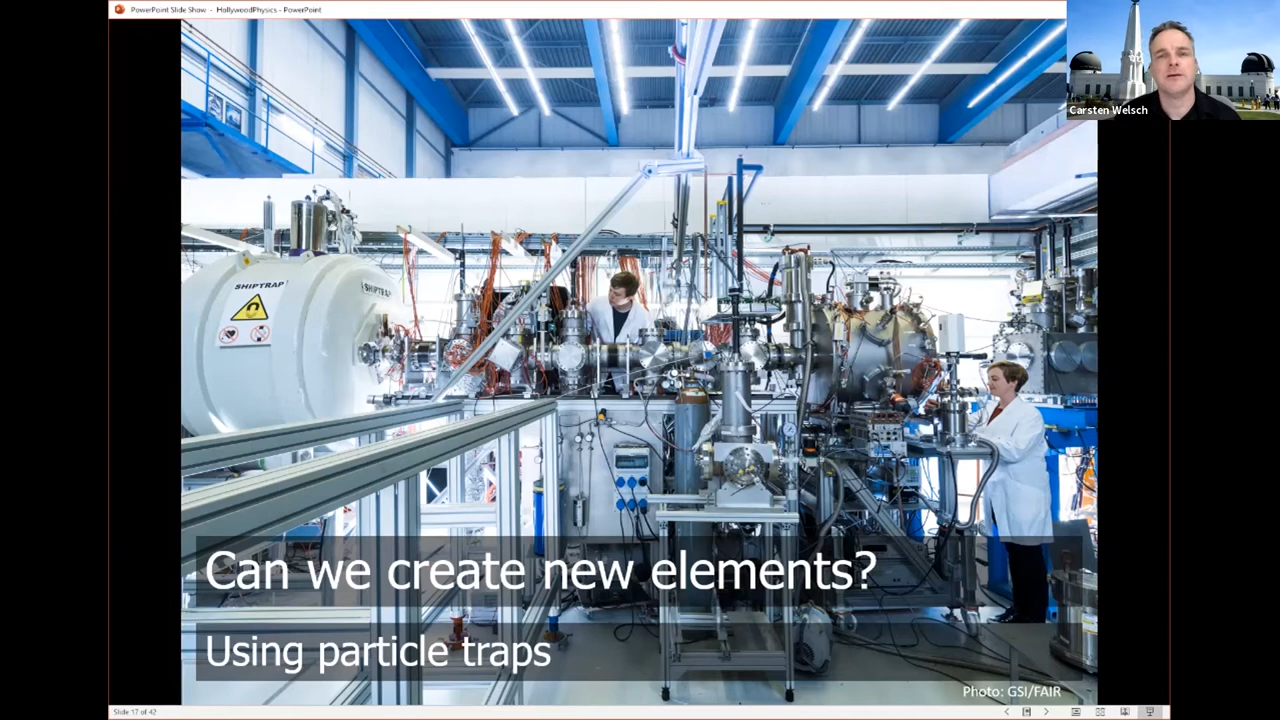 PowerPoint Slide Show - HollywoodPhysics - PowerPoint
Carsten Welsch
SHIPTRAP
SHIPTRAP
Can we create new elements?
Using particle traps
Photo: GSI/FAIR
Slide 17 of 42